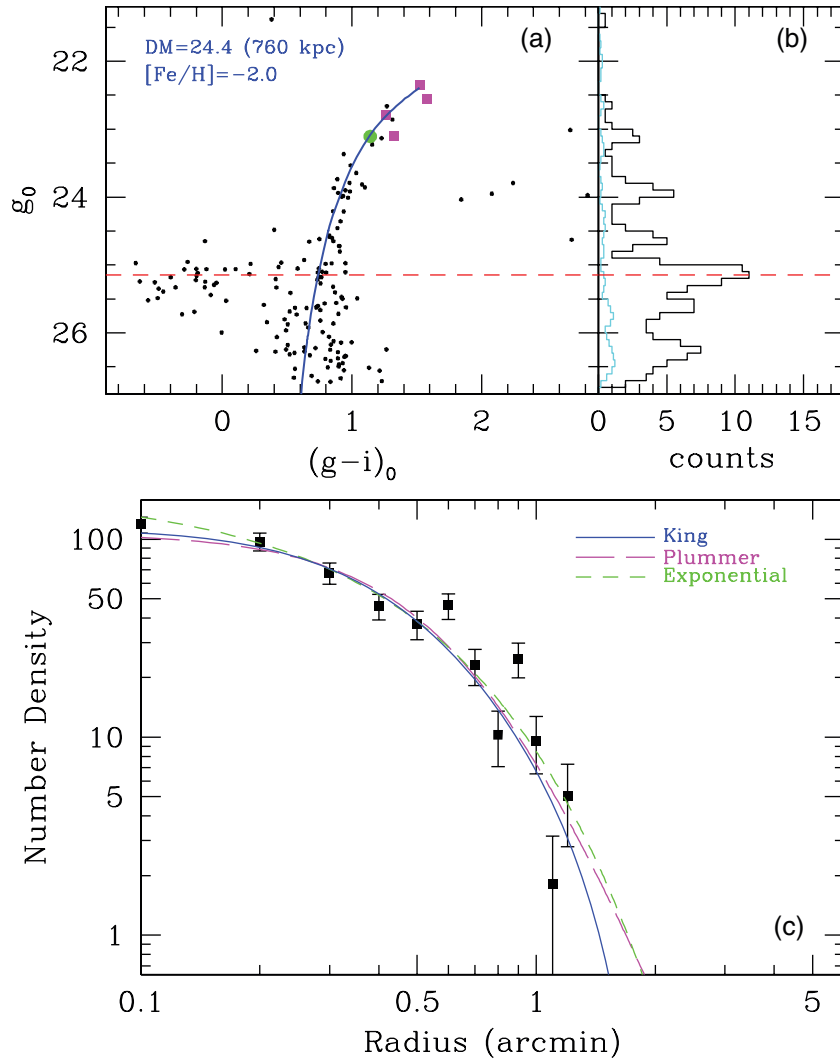 DM=24.4 (760 kpc)
[Fe/H]=−2.0
(a)
(b)
22
24
26
g0
0
1
2
0
5
10
15
(g−i)0
counts
King
Plummer
Exponential
100
50
10
5
1
Number Density
(c)
0.1
0.5
1
5
Radius (arcmin)